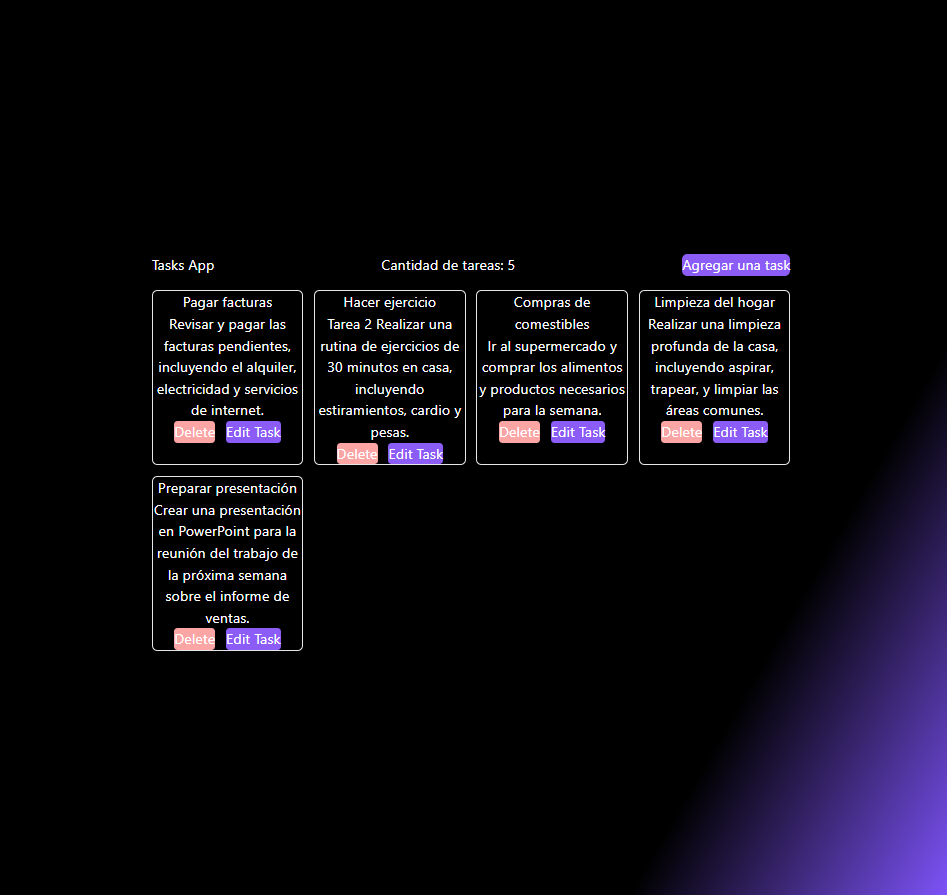 Tasks App
Cantidad de tareas: 5
Agregar una task
Pagar facturas
Revisar y pagar las
facturas pendientes,
incluyendo el alquiler,
electricidad y servicios
de internet.
Delete Edit Task
Hacer ejercicio
Tarea 2 Realizar una
rutina de ejercicios de
30 minutos en casa,
incluyendo
estiramientos, cardio y
pesas.
Delete Edit Task
Compras de
comestibles
Ir al supermercado y
comprar los alimentos
y productos necesarios
para la semana.
Delete Edit Task
Limpieza del hogar
Realizar una limpieza
profunda de la casa,
incluyendo aspirar,
trapear, y limpiar las
áreas comunes.
Delete Edit Task
Preparar presentación
Crear una presentación
en PowerPoint para la
reunión del trabajo de
la próxima semana
sobre el informe de
ventas.
Delete Edit Task